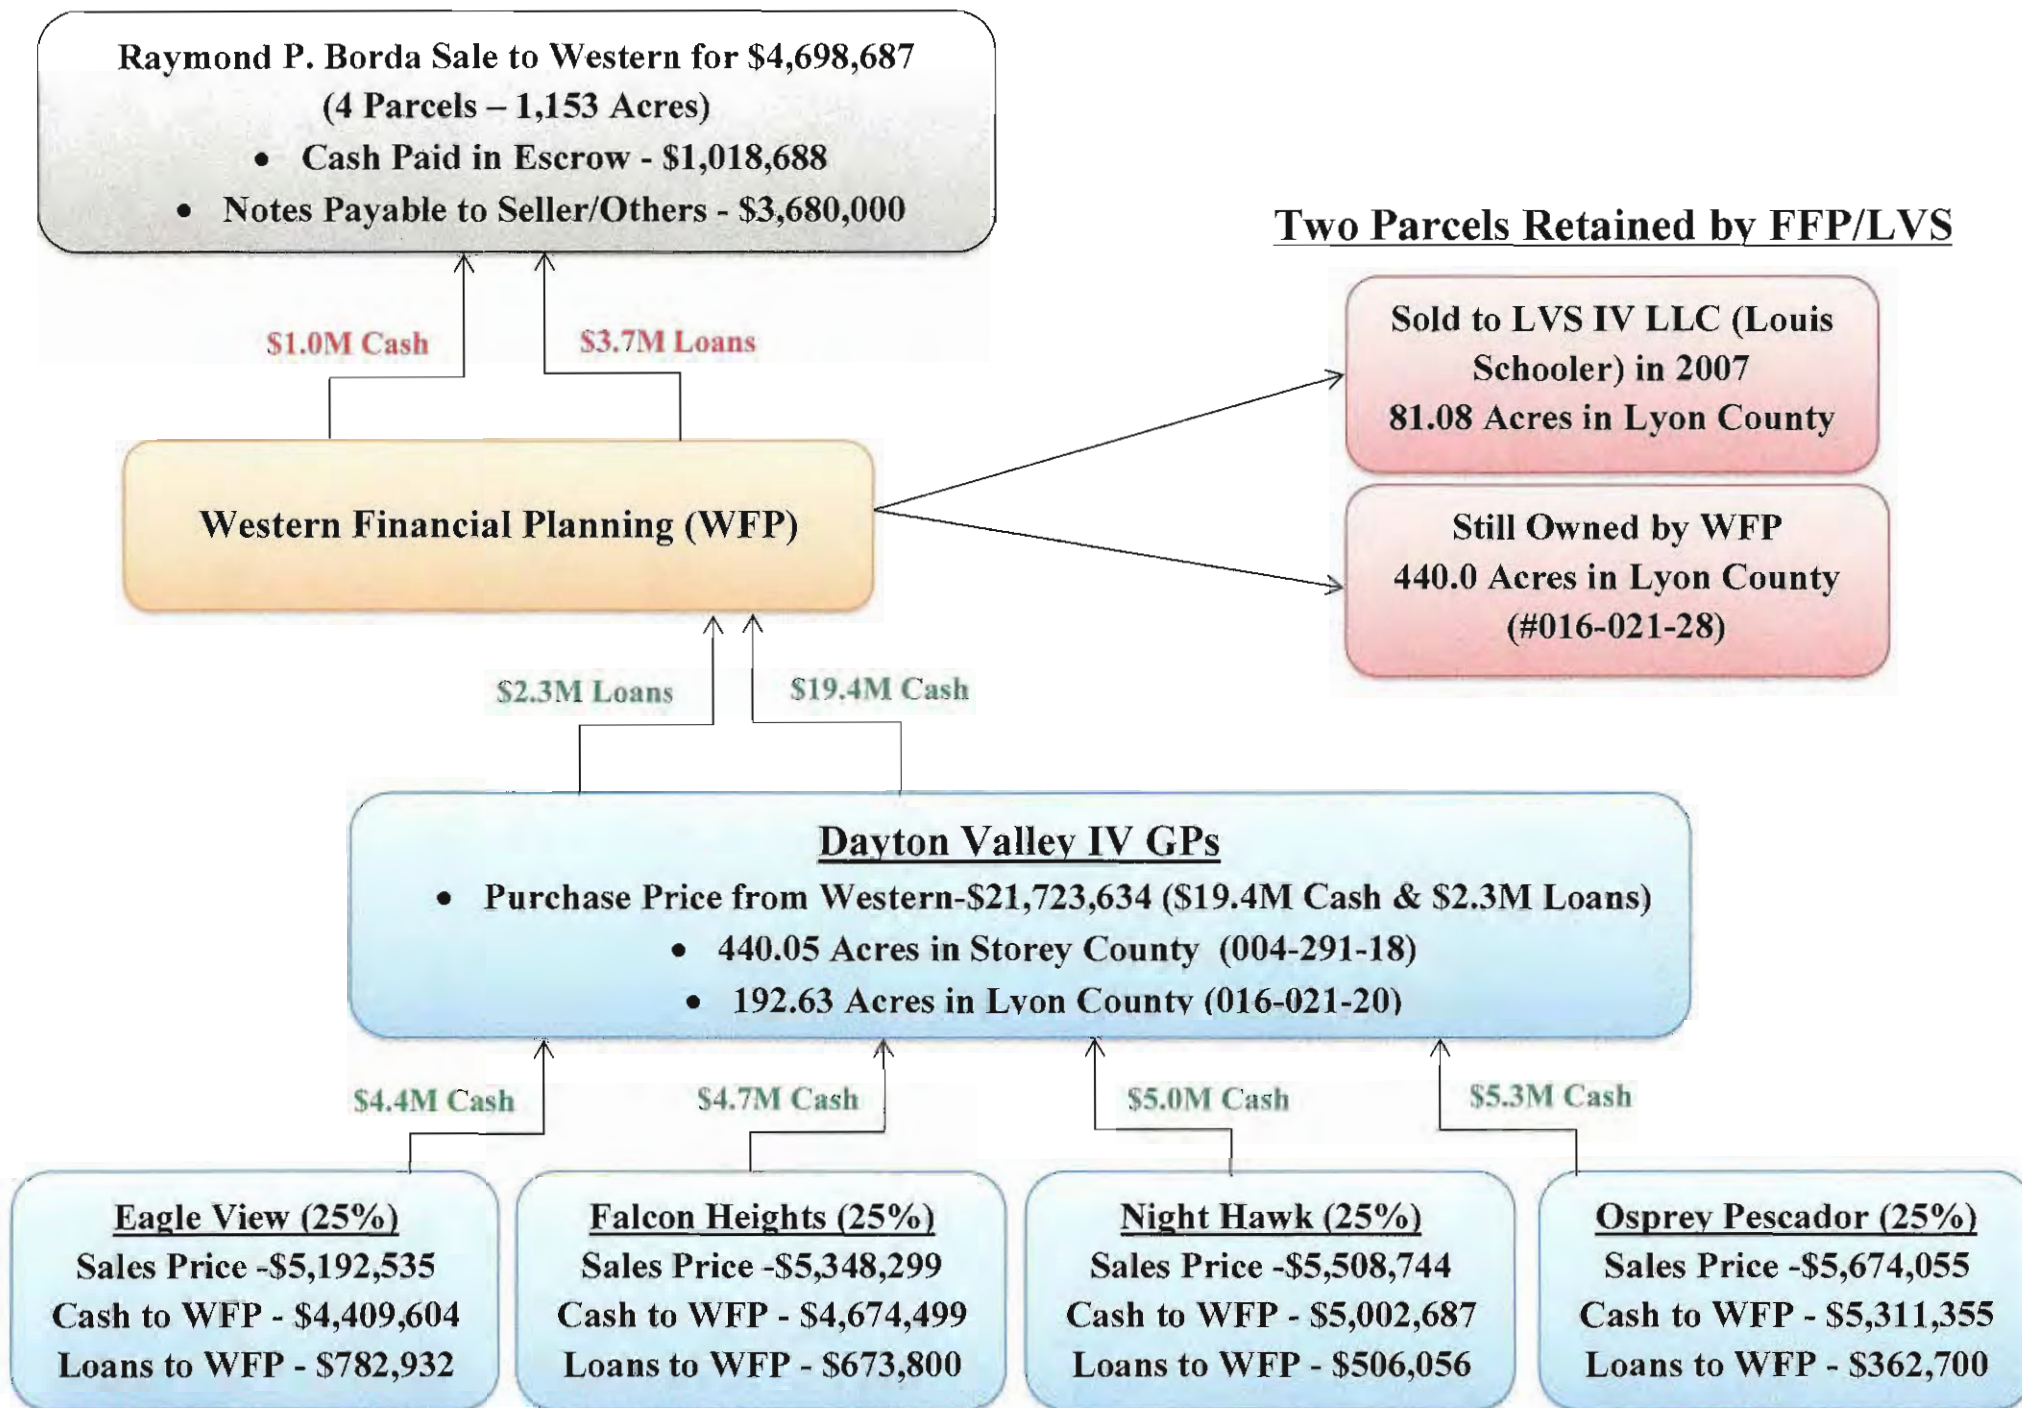 Raymond P. Borda Sale to Western for $4,698,687
(4 Parcels – 1,153 Acres)
• Cash Paid in Escrow - $1,018,688
• Notes Payable to Seller/Others - $3,680,000
Two Parcels Retained by FFP/LVS
Sold to LVS IV LLC (Louis
Schooler) in 2007
81.08 Acres in Lyon County
$1.0M Cash
$3.7M Loans
Western Financial Planning (WFP)
Still Owned by WFP
440.0 Acres in Lyon County
(#016-021-28)
$2.3M Loans
$19.4M Cash
Dayton Valley IV GPs
• Purchase Price from Western-$21,723,634 ($19.4M Cash & $2.3M Loans)
• 440.05 Acres in Storey County (004-291-18)
• 192.63 Acres in Lyon County (016-021-20)
$4.4M Cash
$4.7M Cash
$5.0M Cash
$5.3M Cash
Eagle View (25%)
Sales Price -$5,192,535
Cash to WFP - $4,409,604
Loans to WFP - $782,932
Falcon Heights (25%)
Sales Price -$5,348,299
Cash to WFP - $4,674,499
Loans to WFP - $673,800
Night Hawk (25%)
Sales Price -$5,508,744
Cash to WFP - $5,002,687
Loans to WFP - $506,056
Osprey Pescador (25%)
Sales Price -$5,674,055
Cash to WFP - $5,311,355
Loans to WFP - $362,700